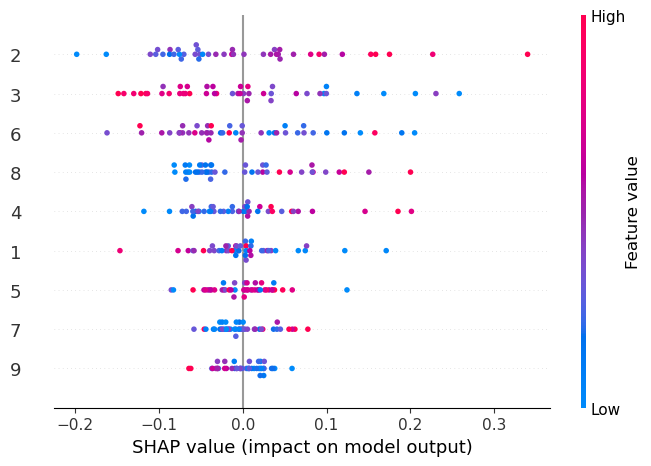 High
2
3
6
8
4
1
5
7
9
Feature value
Low
−0.2 −0.1 0.0 0.1 0.2 0.3
SHAP value (impact on model output)